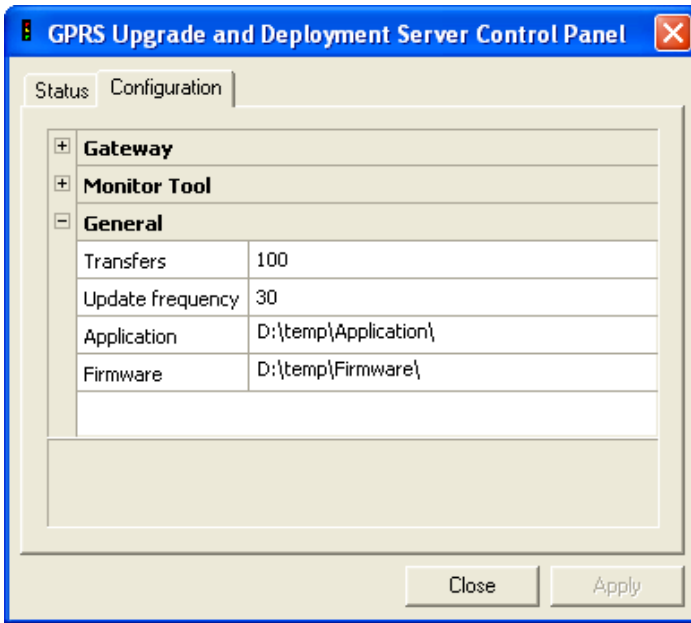 GPRS Upgrade and Deployment Server Control Panel
Status Configuration
Gateway
Monitor Tool
General
Transfers 100
Update frequency 30
Application D:\temp\Application\
Firmware D:\temp\Firmware\
Close Apply